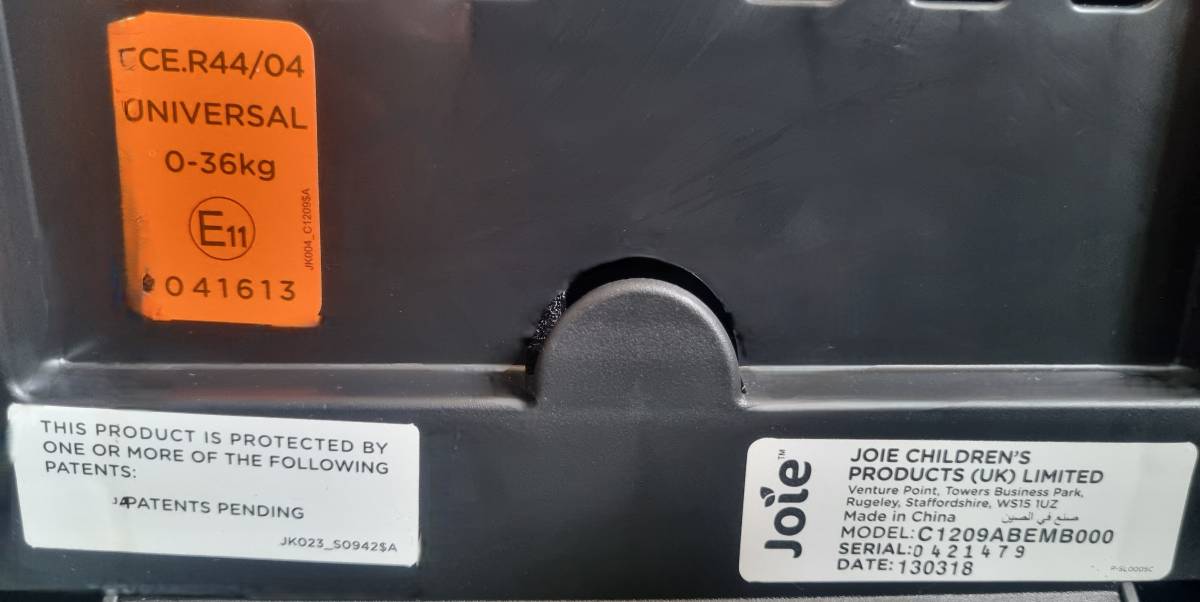 ECE.R44/04
UNIVERSAL
0-36kg
E11
041613
JK004_C1209$A
THIS PRODUCT IS PROTECTED BY
ONE OR MORE OF THE FOLLOWING
PATENTS:
PATENTS PENDING
JK023_S0942$A
Joie™
JOIE CHILDREN'S
PRODUCTS (UK) LIMITED
Venture Point, Towers Business Park,
Rugeley, Staffordshire, WS15 1UZ
Made in China صنع في الصين
MODEL:C1209ABEMB000
SERIAL:0421479
DATE:130318
P-SL0005C